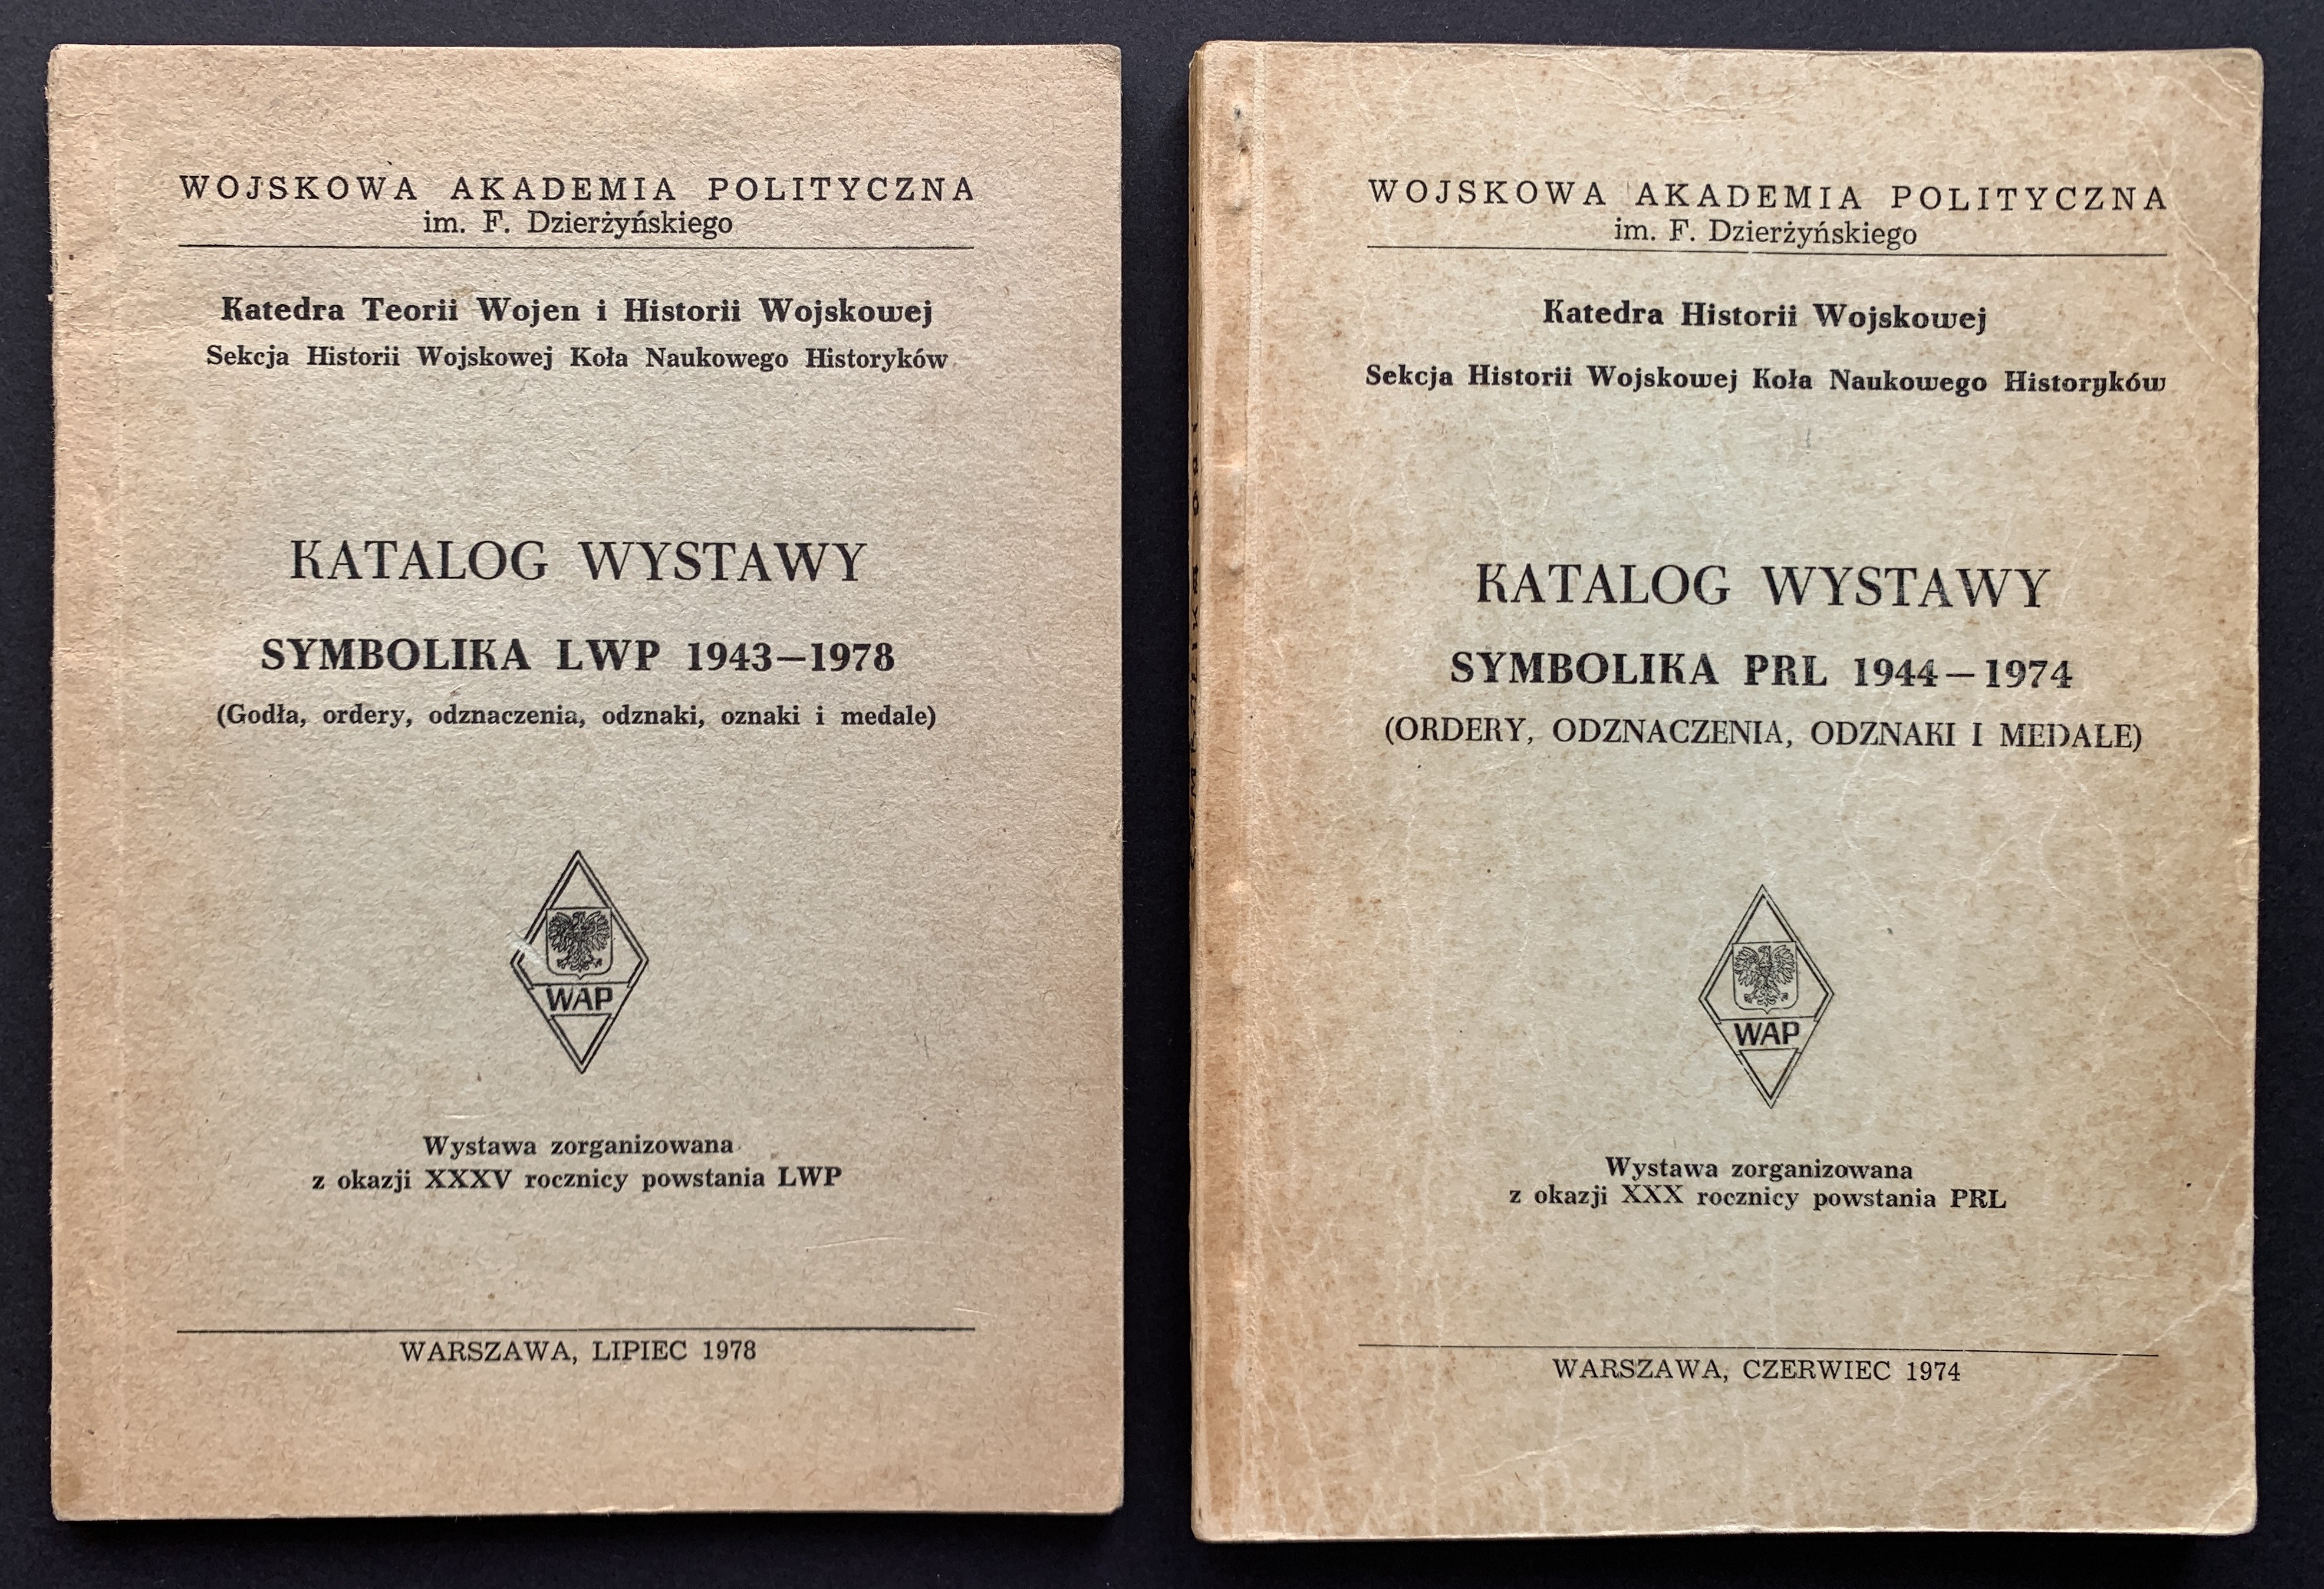 WOJSKOWA AKADEMIA POLITYCZNA
im. F. Dzierżyńskiego
Katedra Teorii Wojen i Historii Wojskowej
Sekcja Historii Wojskowej Koła Naukowego Historyków
KATALOG WYSTAWY
SYMBOLIKA LWP 1943—1978
(Godła, ordery, odznaczenia, odznaki, oznaki i medale)
WAP
Wystawa zorganizowana
z okazji XXXV rocznicy powstania LWP
WARSZAWA, LIPIEC 1978
WOJSKOWA AKADEMIA POLITYCZNA
im. F. Dzierżyńskiego
Katedra Historii Wojskowej
Sekcja Historii Wojskowej Koła Naukowego Historyków
KATALOG WYSTAWY
SYMBOLIKA PRL 1944—1974
(ORDERY, ODZNACZENIA, ODZNAKI I MEDALE)
WAP
Wystawa zorganizowana
z okazji XXX rocznicy powstania PRL
WARSZAWA, CZERWIEC 1974